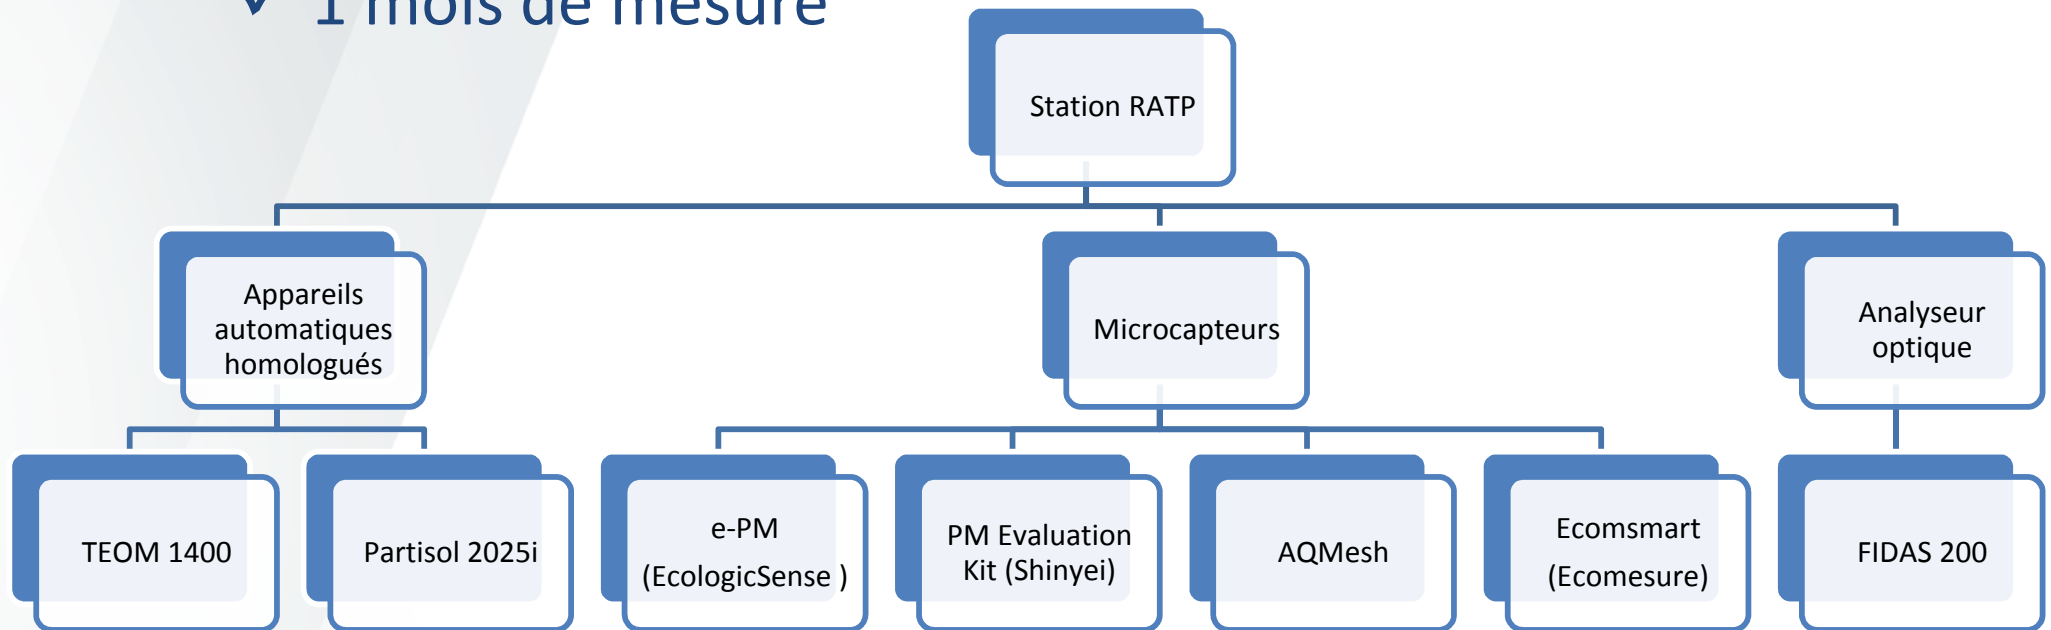 ✓ 1 mois de mesure
Station RATP
Appareils
automatiques
homologués
Microcapteurs
Analyseur
optique
TEOM 1400
Partisol 2025i
e-PM
(EcologicSense )
PM Evaluation
Kit (Shinyei)
AQMesh
Ecomsmart
(Ecomesure)
FIDAS 200